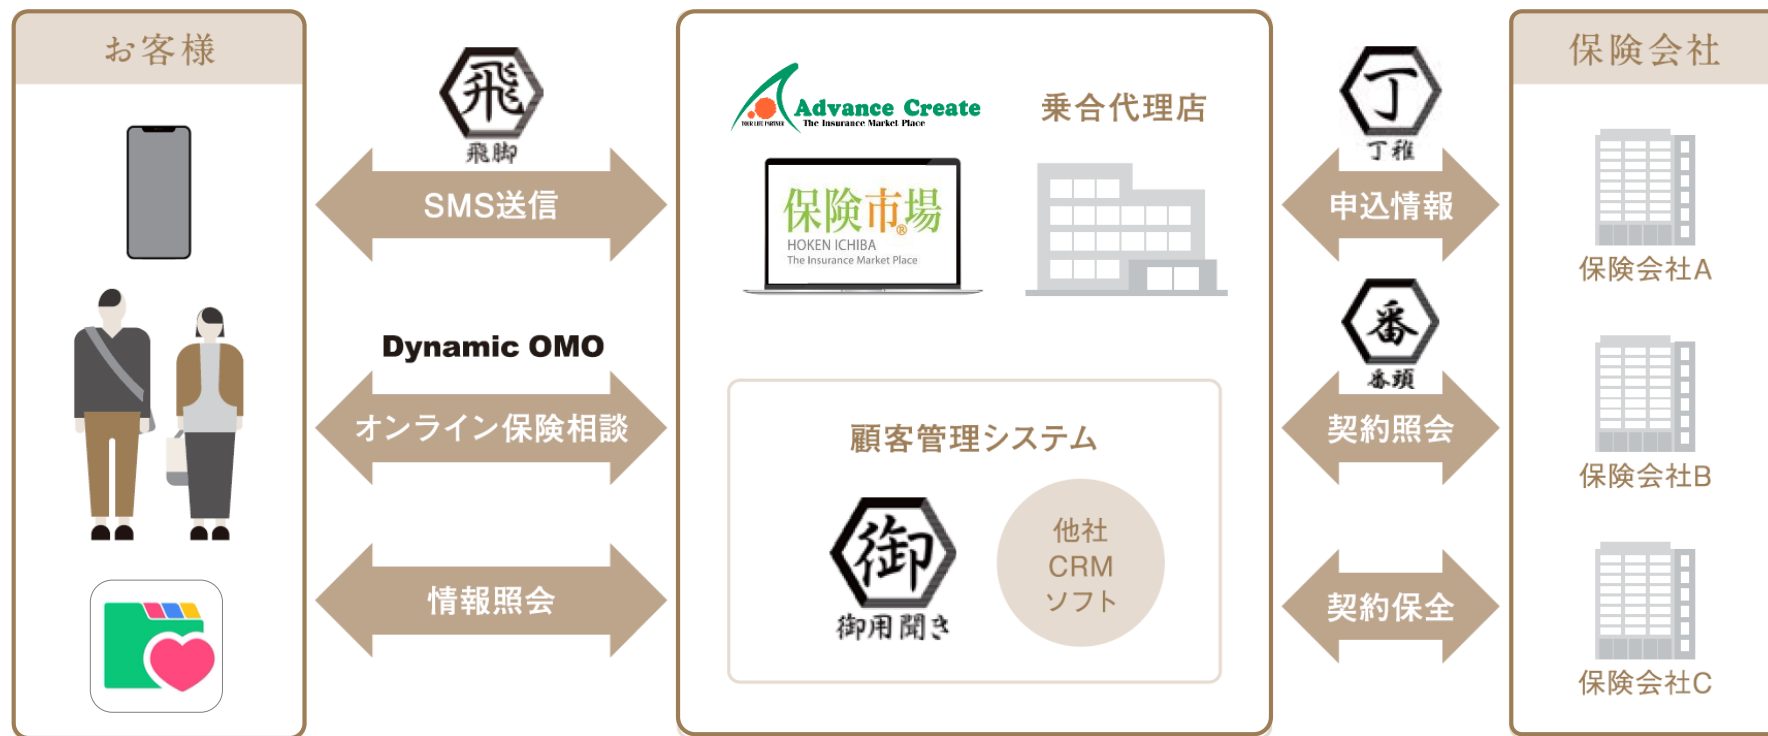 お客様
飛
飛脚
SMS送信
Dynamic OMO
オンライン保険相談
情報照会
Advance Create
YOUR LIFE PARTNER
The Insurance Market Place
乗合代理店
保険市場®
HOKEN ICHIBA
The Insurance Market Place
顧客管理システム
御
御用聞き
他社
CRM
ソフト
丁
丁稚
申込情報
番
番頭
契約照会
契約保全
保険会社
保険会社A
保険会社B
保険会社C